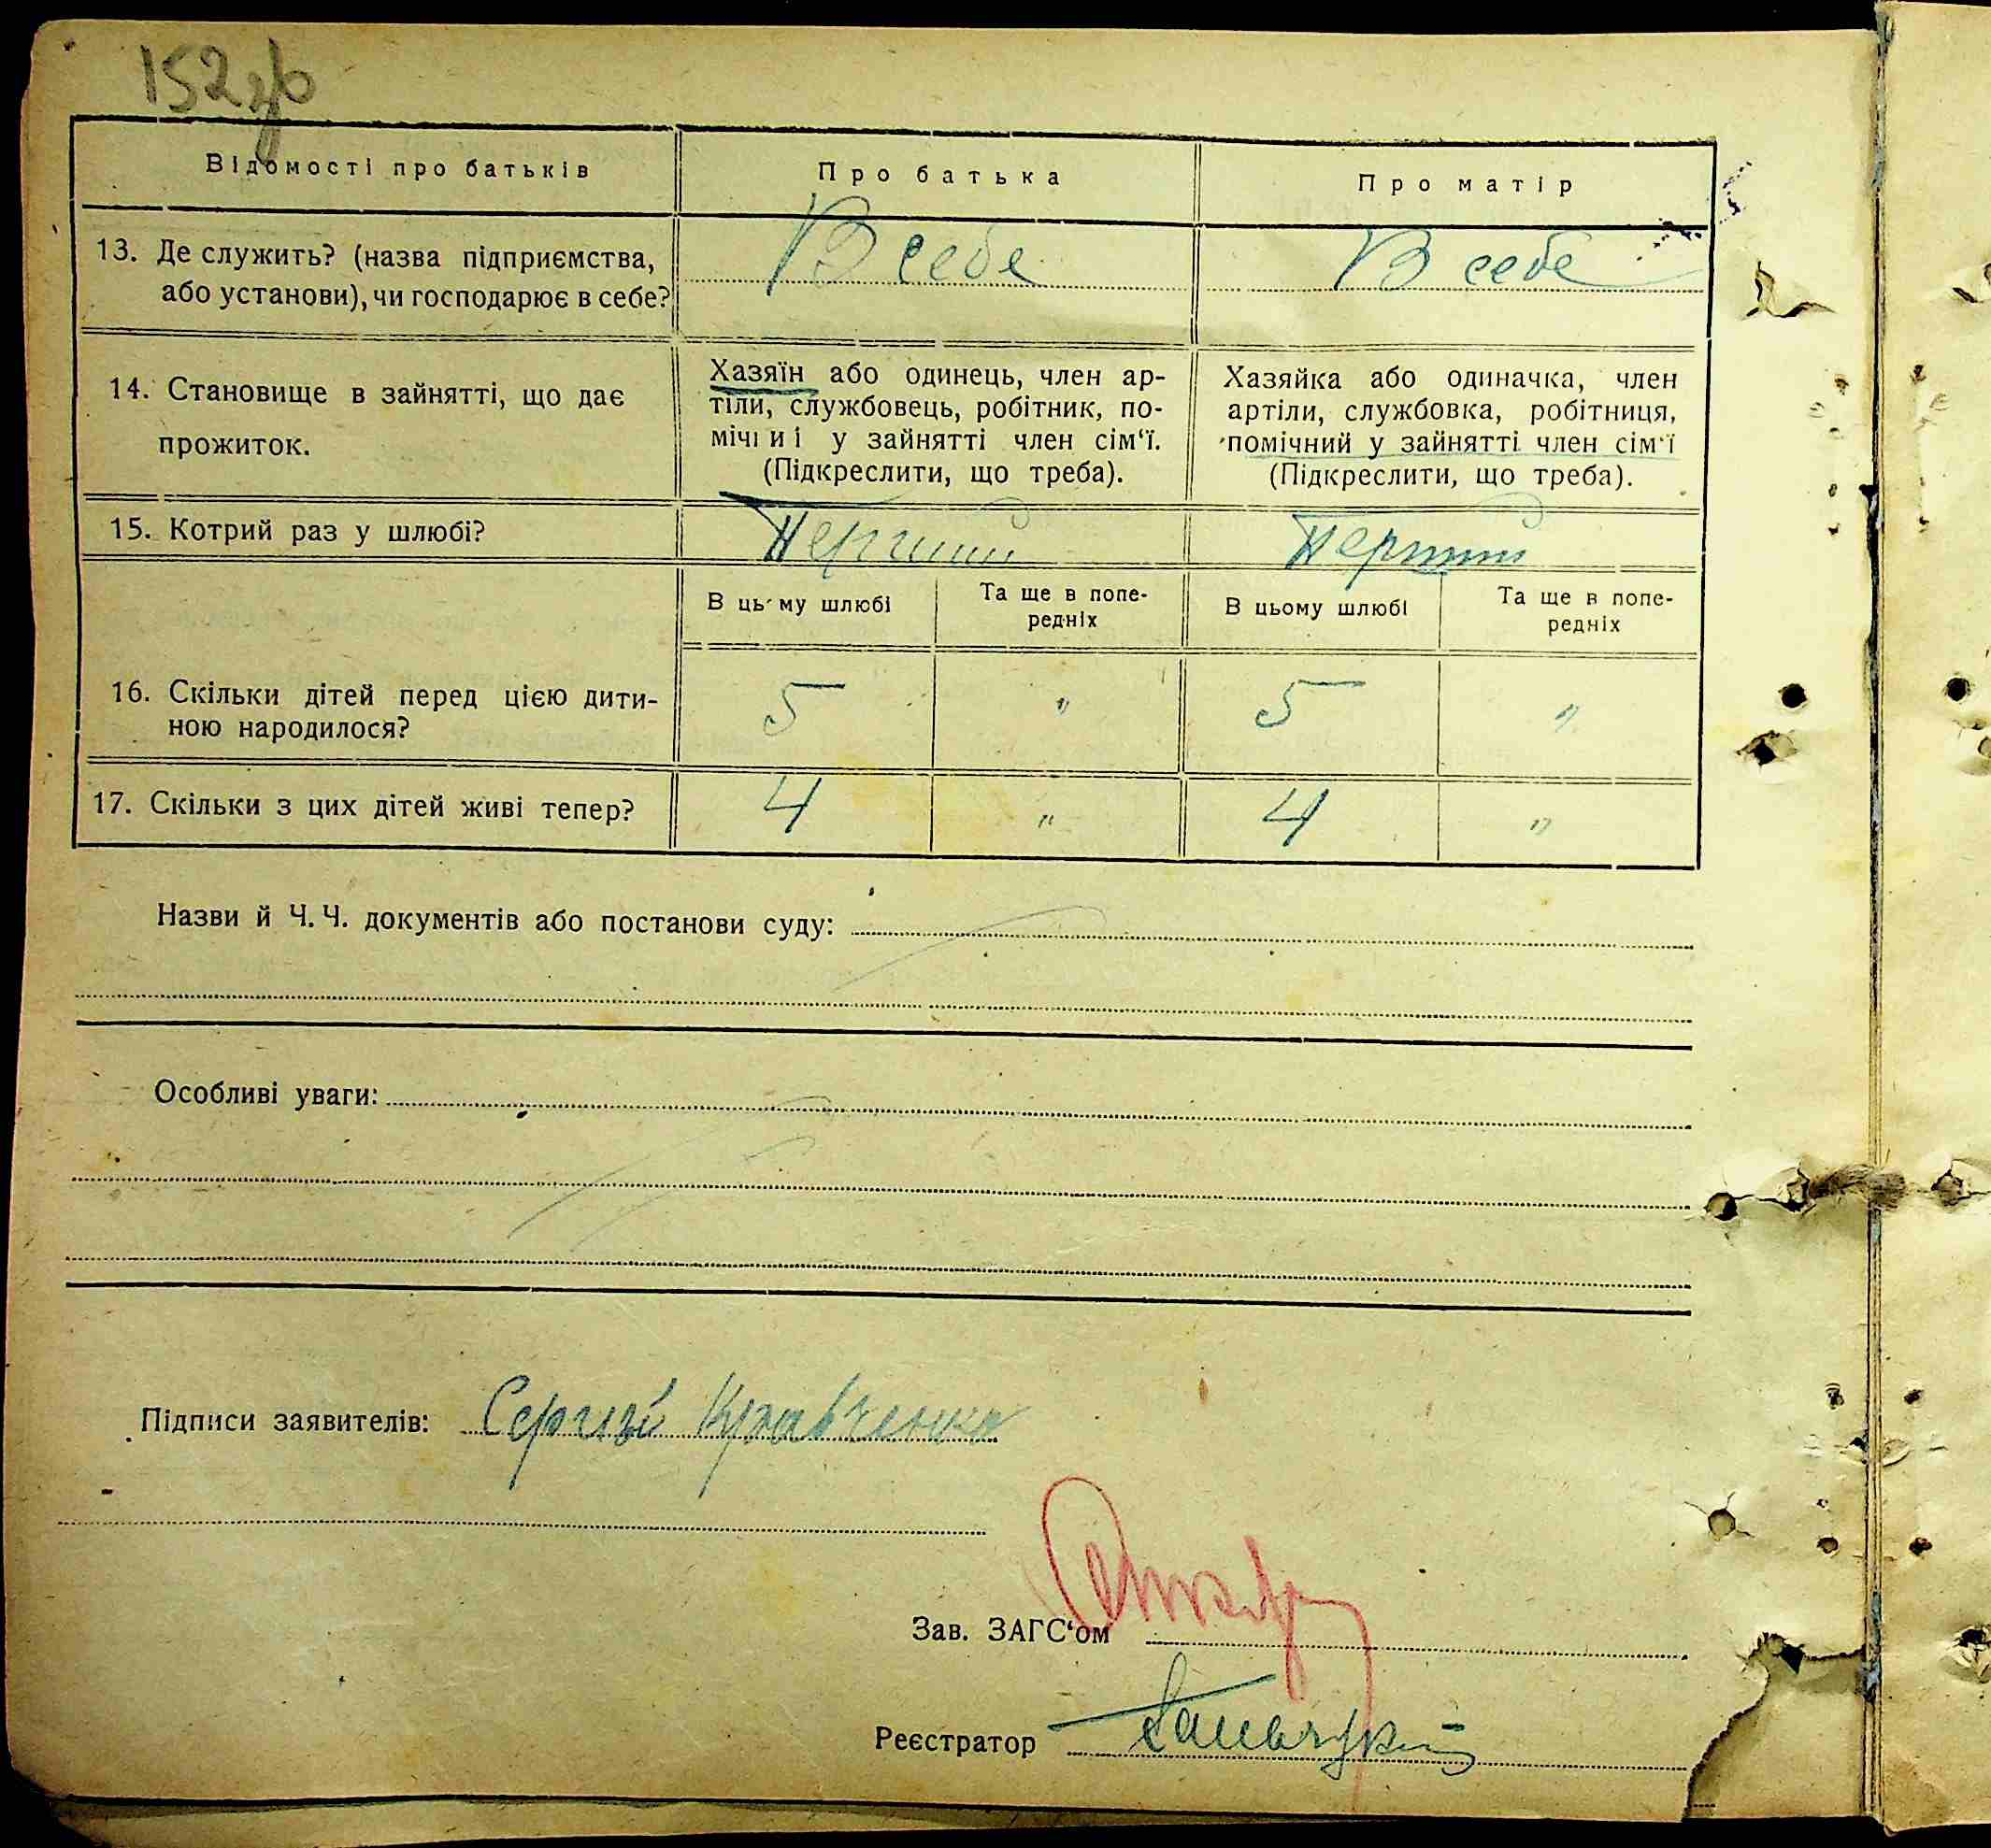 152зв
Відомості про батьків
Про батька
Про матір
13. Де служить? (назва підприємства,
або установи), чи господарює в себе?
В себе
В себе
14. Становище в зайнятті, що дає
прожиток.
Хазяїн або одинець, член ар-
тіли, службовець, робітник, по-
мічний у зайнятті член сім‘ї.
(Підкреслити, що треба).
Хазяйка або одиначка, член
артіли, службовка, робітниця,
помічний у зайнятті член сім‘ї
(Підкреслити, що треба).
15. Котрий раз у шлюбі?
Перший
Перший
В цьому шлюбі
Та ще в попе-
редніх
В цьому шлюбі
Та ще в попе-
редніх
16. Скільки дітей перед цією дити-
ною народилося?
5
"
5
"
17. Скільки з цих дітей живі тепер?
4
"
4
"
Назви й Ч. Ч. документів або постанови суду:
Особливі уваги:
Підписи заявителів: Сергій Кравченко
Зав. ЗАГС‘ом
Реєстратор